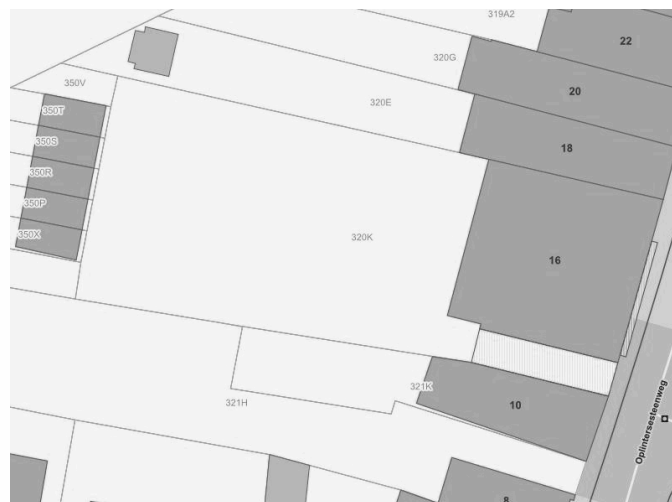 319A2
22
320G
350V
20
320E
350T
350S
18
350R
350P
350X
320K
16
321K
321H
10
Oplintersesteenweg
8